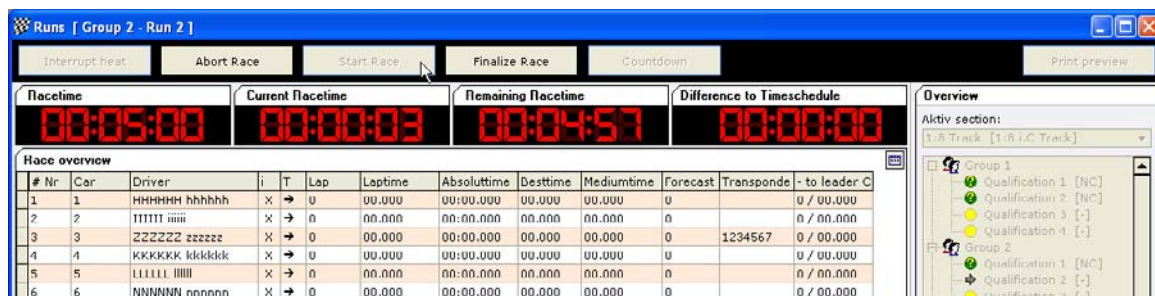 Runs [ Group 2 - Run 2 ]
Interrupt heat Abort Race Start Race Finalize Race Countdown Print preview
Racetime Current Racetime Remaining Racetime Difference to Timeschedule Overview
00:05:00 00:00:03 00:04:57 00:00:00
Aktiv section:
1:8 Track [1:8 i.C Track]
Race overview
# Nr Car Driver i T Lap Laptime Absoluttime Besttime Mediumtime Forecast Transponde - to leader C
1 1 HHHHHH hhhhhh X → 0 00.000 00:00.000 00.000 00.000 0 0 / 00.000
2 2 IIIIII iiiiii X → 0 00.000 00:00.000 00.000 00.000 0 0 / 00.000
3 3 ZZZZZZ zzzzzz X → 0 00.000 00:00.000 00.000 00.000 0 1234567 0 / 00.000
4 4 KKKKKK kkkkkk X → 0 00.000 00:00.000 00.000 00.000 0 0 / 00.000
5 5 LLLLLL llllll X → 0 00.000 00:00.000 00.000 00.000 0 0 / 00.000
6 6 NNNNNN nnnnnn X → 0 00.000 00:00.000 00.000 00.000 0 0 / 00.000
Group 1
Qualification 1 [NC]
Qualification 2 [NC]
Qualification 3 [-]
Qualification 4 [-]
Group 2
Qualification 1 [NC]
Qualification 2 [-]
Qualification 3 [-]